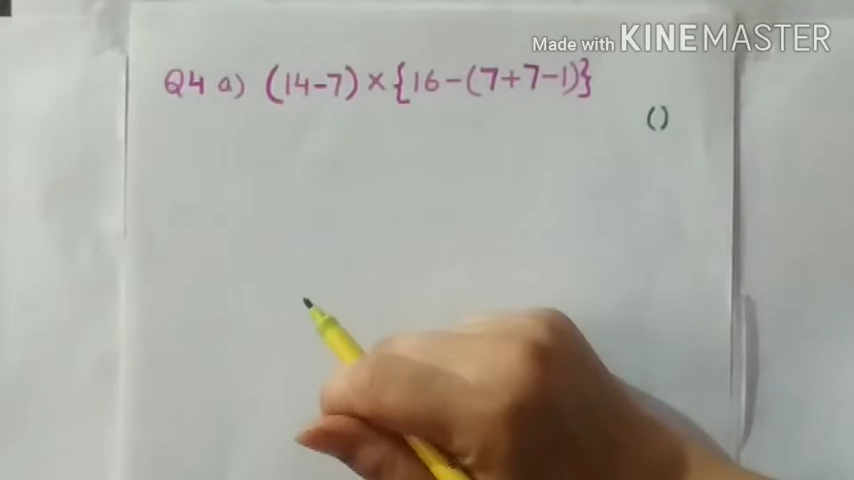 Made with KINEMASTER
Q4 a) (14-7) × {16-(7+7-1)}
()